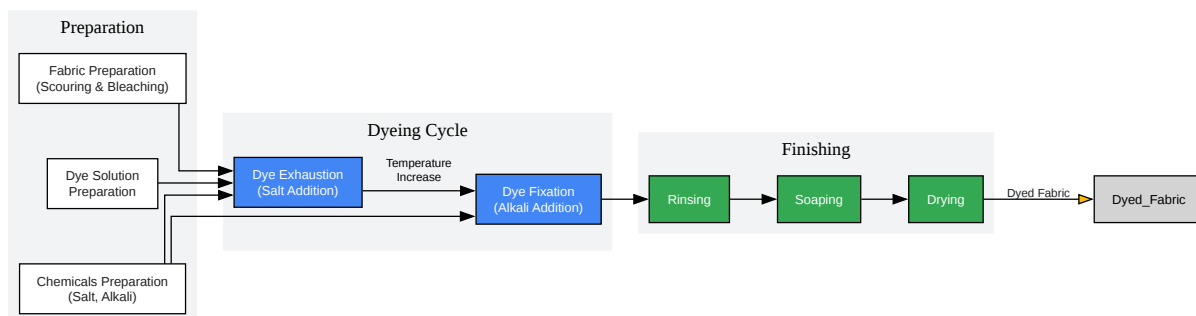 Preparation
Fabric Preparation
(Scouring & Bleaching)
Dye Solution
Preparation
Chemicals Preparation
(Salt, Alkali)
Dyeing Cycle
Dye Exhaustion
(Salt Addition)
Temperature
Increase
Dye Fixation
(Alkali Addition)
Finishing
Rinsing
Soaping
Drying
Dyed Fabric
Dyed_Fabric